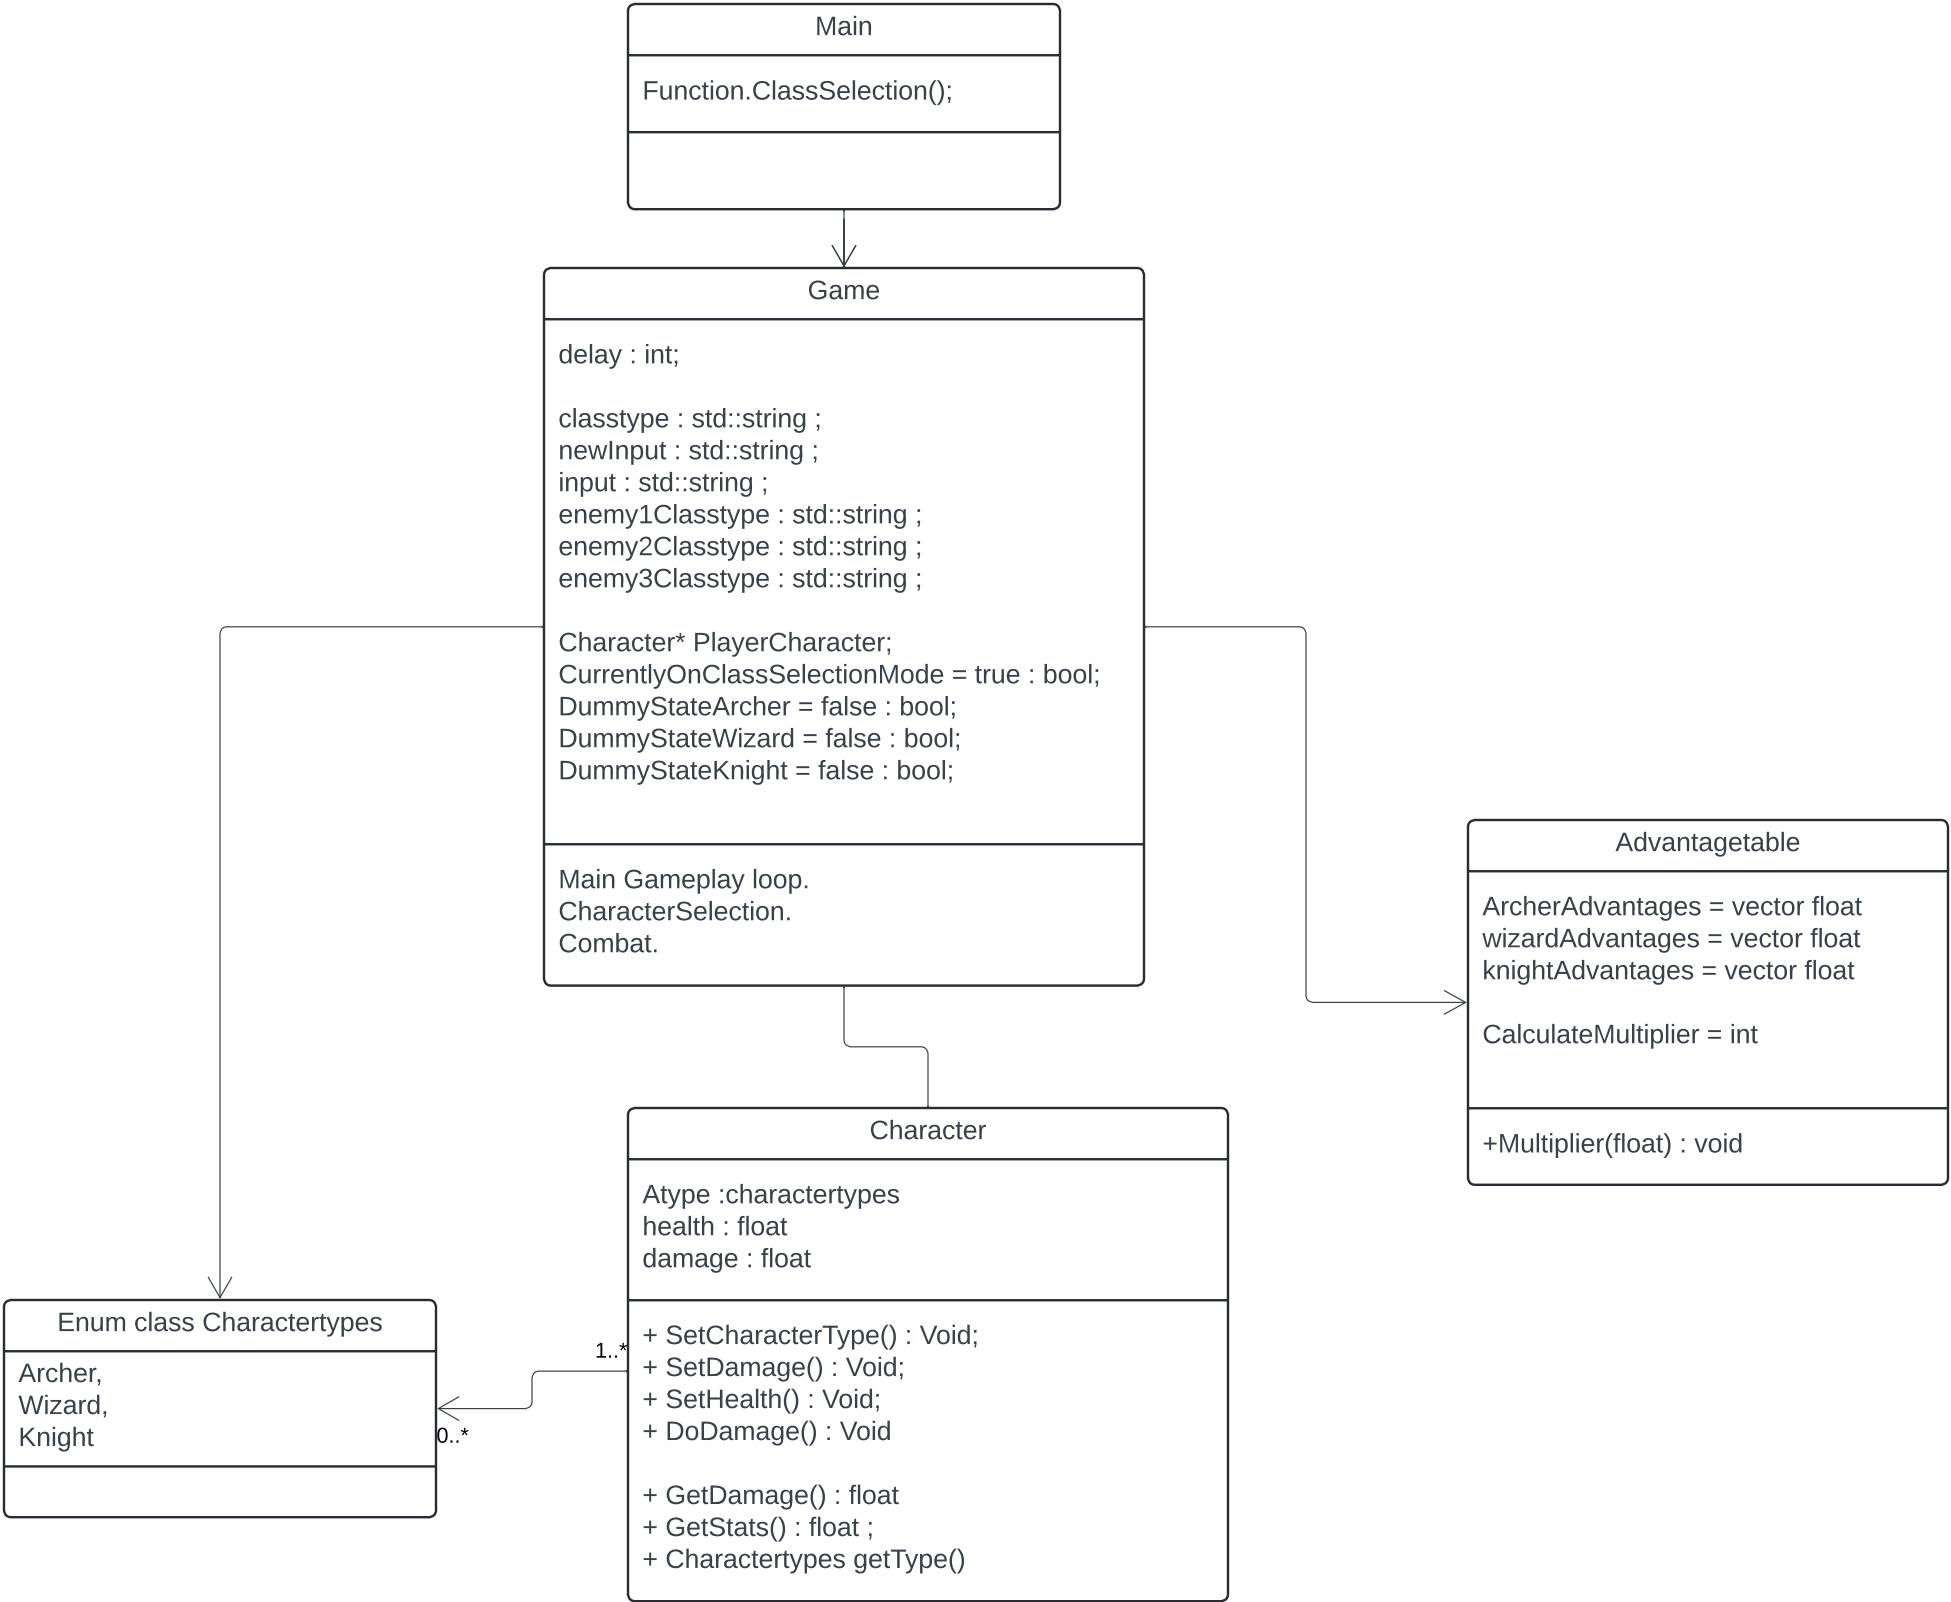 Main
Function.ClassSelection();
Game
delay : int;
classtype : std::string ;
newInput : std::string ;
input : std::string ;
enemy1Classtype : std::string ;
enemy2Classtype : std::string ;
enemy3Classtype : std::string ;
Character* PlayerCharacter;
CurrentlyOnClassSelectionMode = true : bool;
DummyStateArcher = false : bool;
DummyStateWizard = false : bool;
DummyStateKnight = false : bool;
Main Gameplay loop.
CharacterSelection.
Combat.
Advantagetable
ArcherAdvantages = vector float
wizardAdvantages = vector float
knightAdvantages = vector float
CalculateMultiplier = int
+Multiplier(float) : void
Character
Atype :charactertypes
health : float
damage : float
+ SetCharacterType() : Void;
+ SetDamage() : Void;
+ SetHealth() : Void;
+ DoDamage() : Void
+ GetDamage() : float
+ GetStats() : float ;
+ Charactertypes getType()
1..*
0..*
Enum class Charactertypes
Archer,
Wizard,
Knight